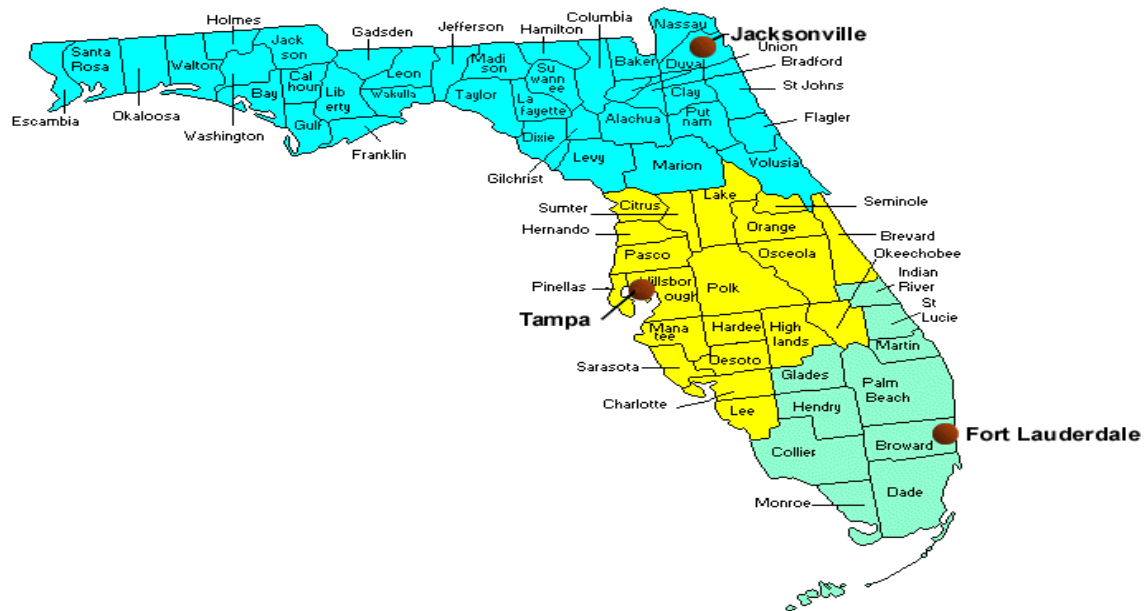 Holmes
Gadsden
Jefferson
Hamilton
Columbia
Nassau
Jacksonville
Santa
Rosa
Walton
Jack
son
Leon
Madi
son
Su
wann
ee
Baker
Duval
Union
Bradford
Bay
Cal
houn
Lib
erty
Wakulla
Taylor
La
fayette
Clay
St Johns
Escambia
Okaloosa
Washington
Gulf
Franklin
Dixie
Alachua
Put
nam
Flagler
Gilchrist
Levy
Marion
Volusia
Sumter
Citrus
Lake
Seminole
Hernando
Orange
Brevard
Pasco
Osceola
Okeechobee
Pinellas
Hillsbor
ough
Polk
Indian
River
St
Lucie
Tampa
Mana
tee
Hardee
High
lands
Martin
Sarasota
Desoto
Glades
Palm
Beach
Charlotte
Lee
Hendry
Collier
Broward
Fort Lauderdale
Monroe
Dade